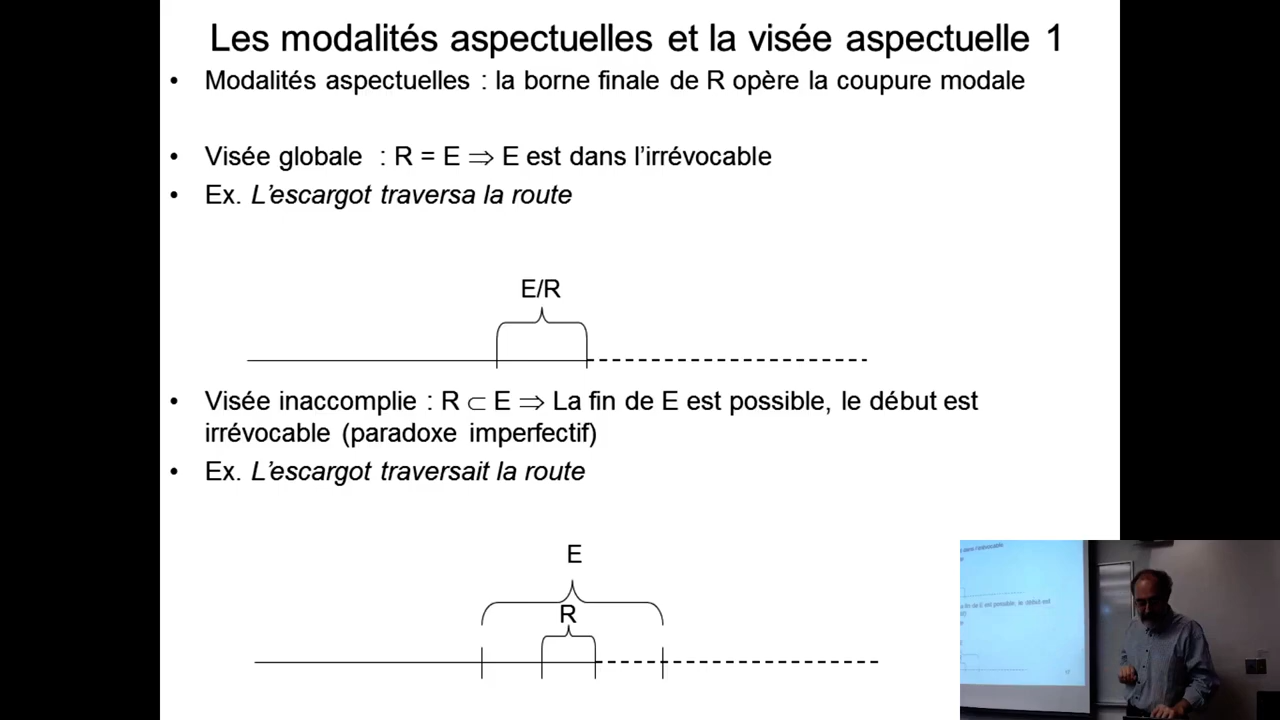 Les modalités aspectuelles et la visée aspectuelle 1
• Modalités aspectuelles : la borne finale de R opère la coupure modale
• Visée globale : R = E ⇒ E est dans l’irrévocable
• Ex. L’escargot traversa la route
E/R
• Visée inaccomplie : R ⊂ E ⇒ La fin de E est possible, le début est
irrévocable (paradoxe imperfectif)
• Ex. L’escargot traversait la route
E
R